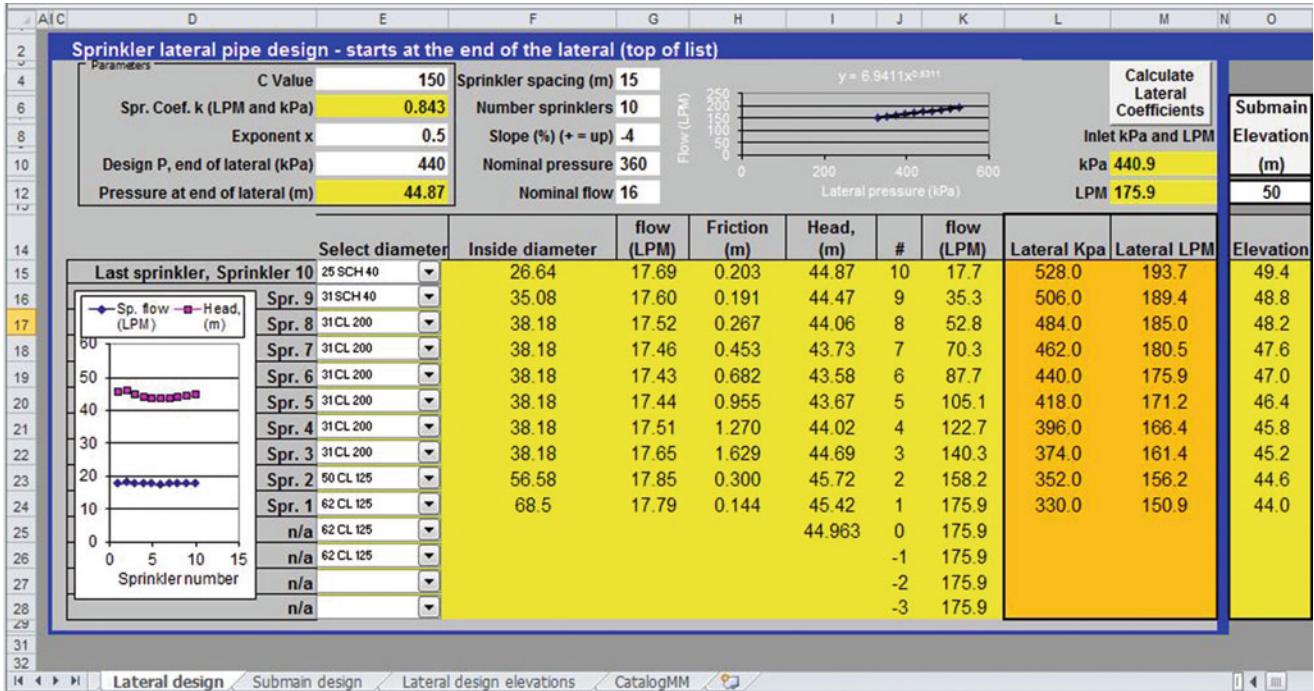 A C D E F G H I J K L M N O
2 Sprinkler lateral pipe design - starts at the end of the lateral (top of list)
Parameters
4 C Value 150 Sprinkler spacing (m) 15 y = 6.9411x^0.5311 Calculate Lateral Coefficients
6 Spr. Coef. k (LPM and kPa) 0.843 Number sprinklers 10 Submain
8 Exponent x 0.5 Slope (%) (+ = up) -4 Inlet kPa and LPM Elevation
10 Design P, end of lateral (kPa) 440 Nominal pressure 360 kPa 440.9 (m)
12 Pressure at end of lateral (m) 44.87 Nominal flow 16 LPM 175.9 50
Flow (LPM)
250
200
150
100
50
0
0 200 400 600
Lateral pressure (kPa)
14 Select diameter Inside diameter flow (LPM) Friction (m) Head, (m) # flow (LPM) Lateral Kpa Lateral LPM Elevation
15 Last sprinkler, Sprinkler 10 25 SCH 40 26.64 17.69 0.203 44.87 10 17.7 528.0 193.7 49.4
16 Spr. 9 31SCH 40 35.08 17.60 0.191 44.47 9 35.3 506.0 189.4 48.8
17 Spr. 8 31CL 200 38.18 17.52 0.267 44.06 8 52.8 484.0 185.0 48.2
18 Spr. 7 31CL 200 38.18 17.46 0.453 43.73 7 70.3 462.0 180.5 47.6
19 Spr. 6 31CL 200 38.18 17.43 0.682 43.58 6 87.7 440.0 175.9 47.0
20 Spr. 5 31CL 200 38.18 17.44 0.955 43.67 5 105.1 418.0 171.2 46.4
21 Spr. 4 31CL 200 38.18 17.51 1.270 44.02 4 122.7 396.0 166.4 45.8
22 Spr. 3 31CL 200 38.18 17.65 1.629 44.69 3 140.3 374.0 161.4 45.2
23 Spr. 2 50 CL 125 56.58 17.85 0.300 45.72 2 158.2 352.0 156.2 44.6
24 Spr. 1 62 CL 125 68.5 17.79 0.144 45.42 1 175.9 330.0 150.9 44.0
25 n/a 62 CL 125 44.963 0 175.9
26 n/a 62 CL 125 -1 175.9
27 n/a -2 175.9
28 n/a -3 175.9
29
31
32
Sp. flow (LPM) Head, (m)
60
50
40
30
20
10
0
0 5 10 15
Sprinkler number
Lateral design Submain design Lateral design elevations CatalogMM